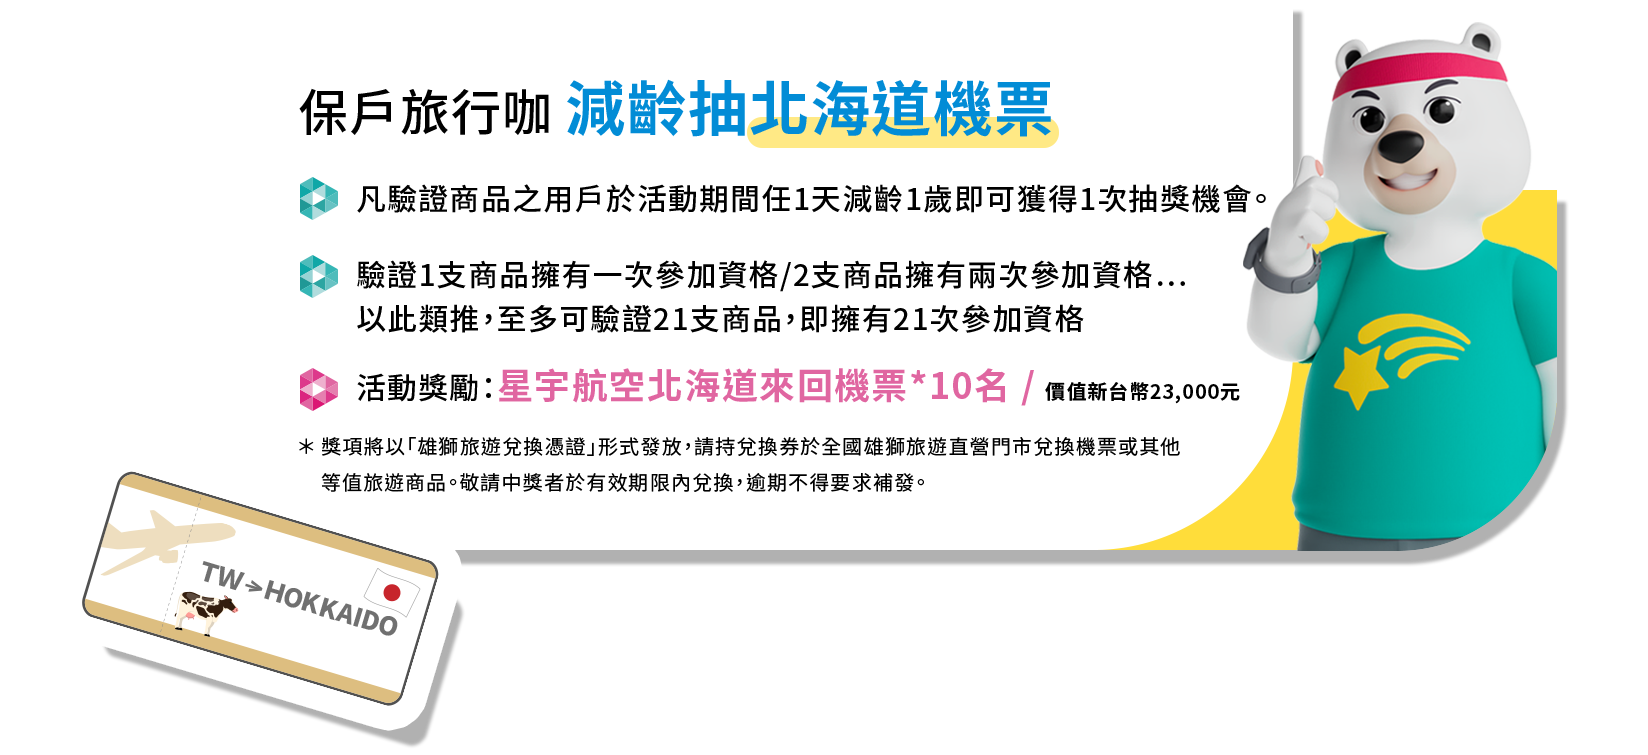 保戶旅行咖 減齡抽北海道機票
凡驗證商品之用戶於活動期間任1天減齡1歲即可獲得1次抽獎機會。
驗證1支商品擁有一次參加資格/2支商品擁有兩次參加資格...
以此類推，至多可驗證21支商品，即擁有21次參加資格
活動獎勵：星宇航空北海道來回機票*10名 / 價值新台幣23,000元
＊ 獎項將以「雄獅旅遊兌換憑證」形式發放，請持兌換券於全國雄獅旅遊直營門市兌換機票或其他
等值旅遊商品。敬請中獎者於有效期限內兌換，逾期不得要求補發。
TW➔HOKKAIDO